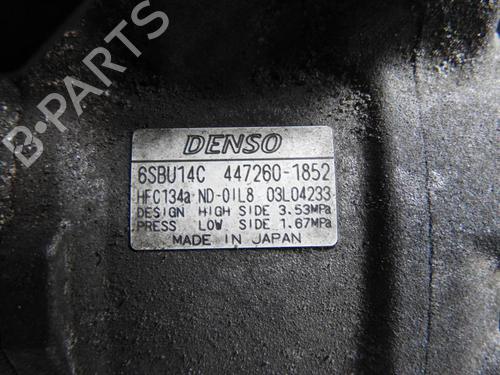 B-PARTS
DENSO
6SBU14C 447260-1852
HFC134a ND-OIL8 03L04233
DESIGN HIGH SIDE 3.53MPa
PRESS LOW SIDE 1.67MPa
MADE IN JAPAN